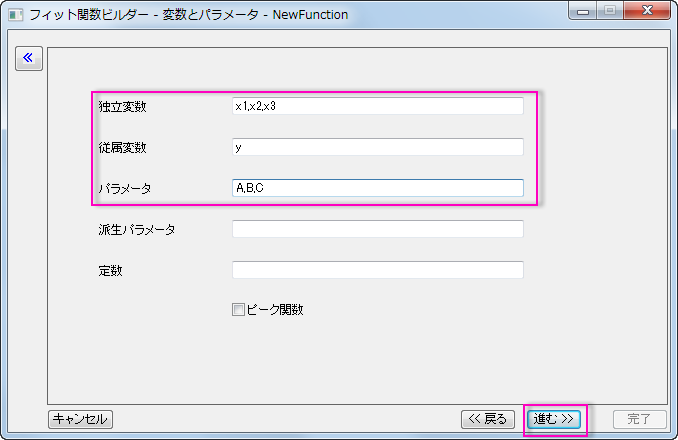 フィット関数ビルダー - 変数とパラメータ - NewFunction
«
独立変数 x1,x2,x3
従属変数 y
パラメータ A,B,C
派生パラメータ
定数
ピーク関数
キャンセル << 戻る 進む >> 完了